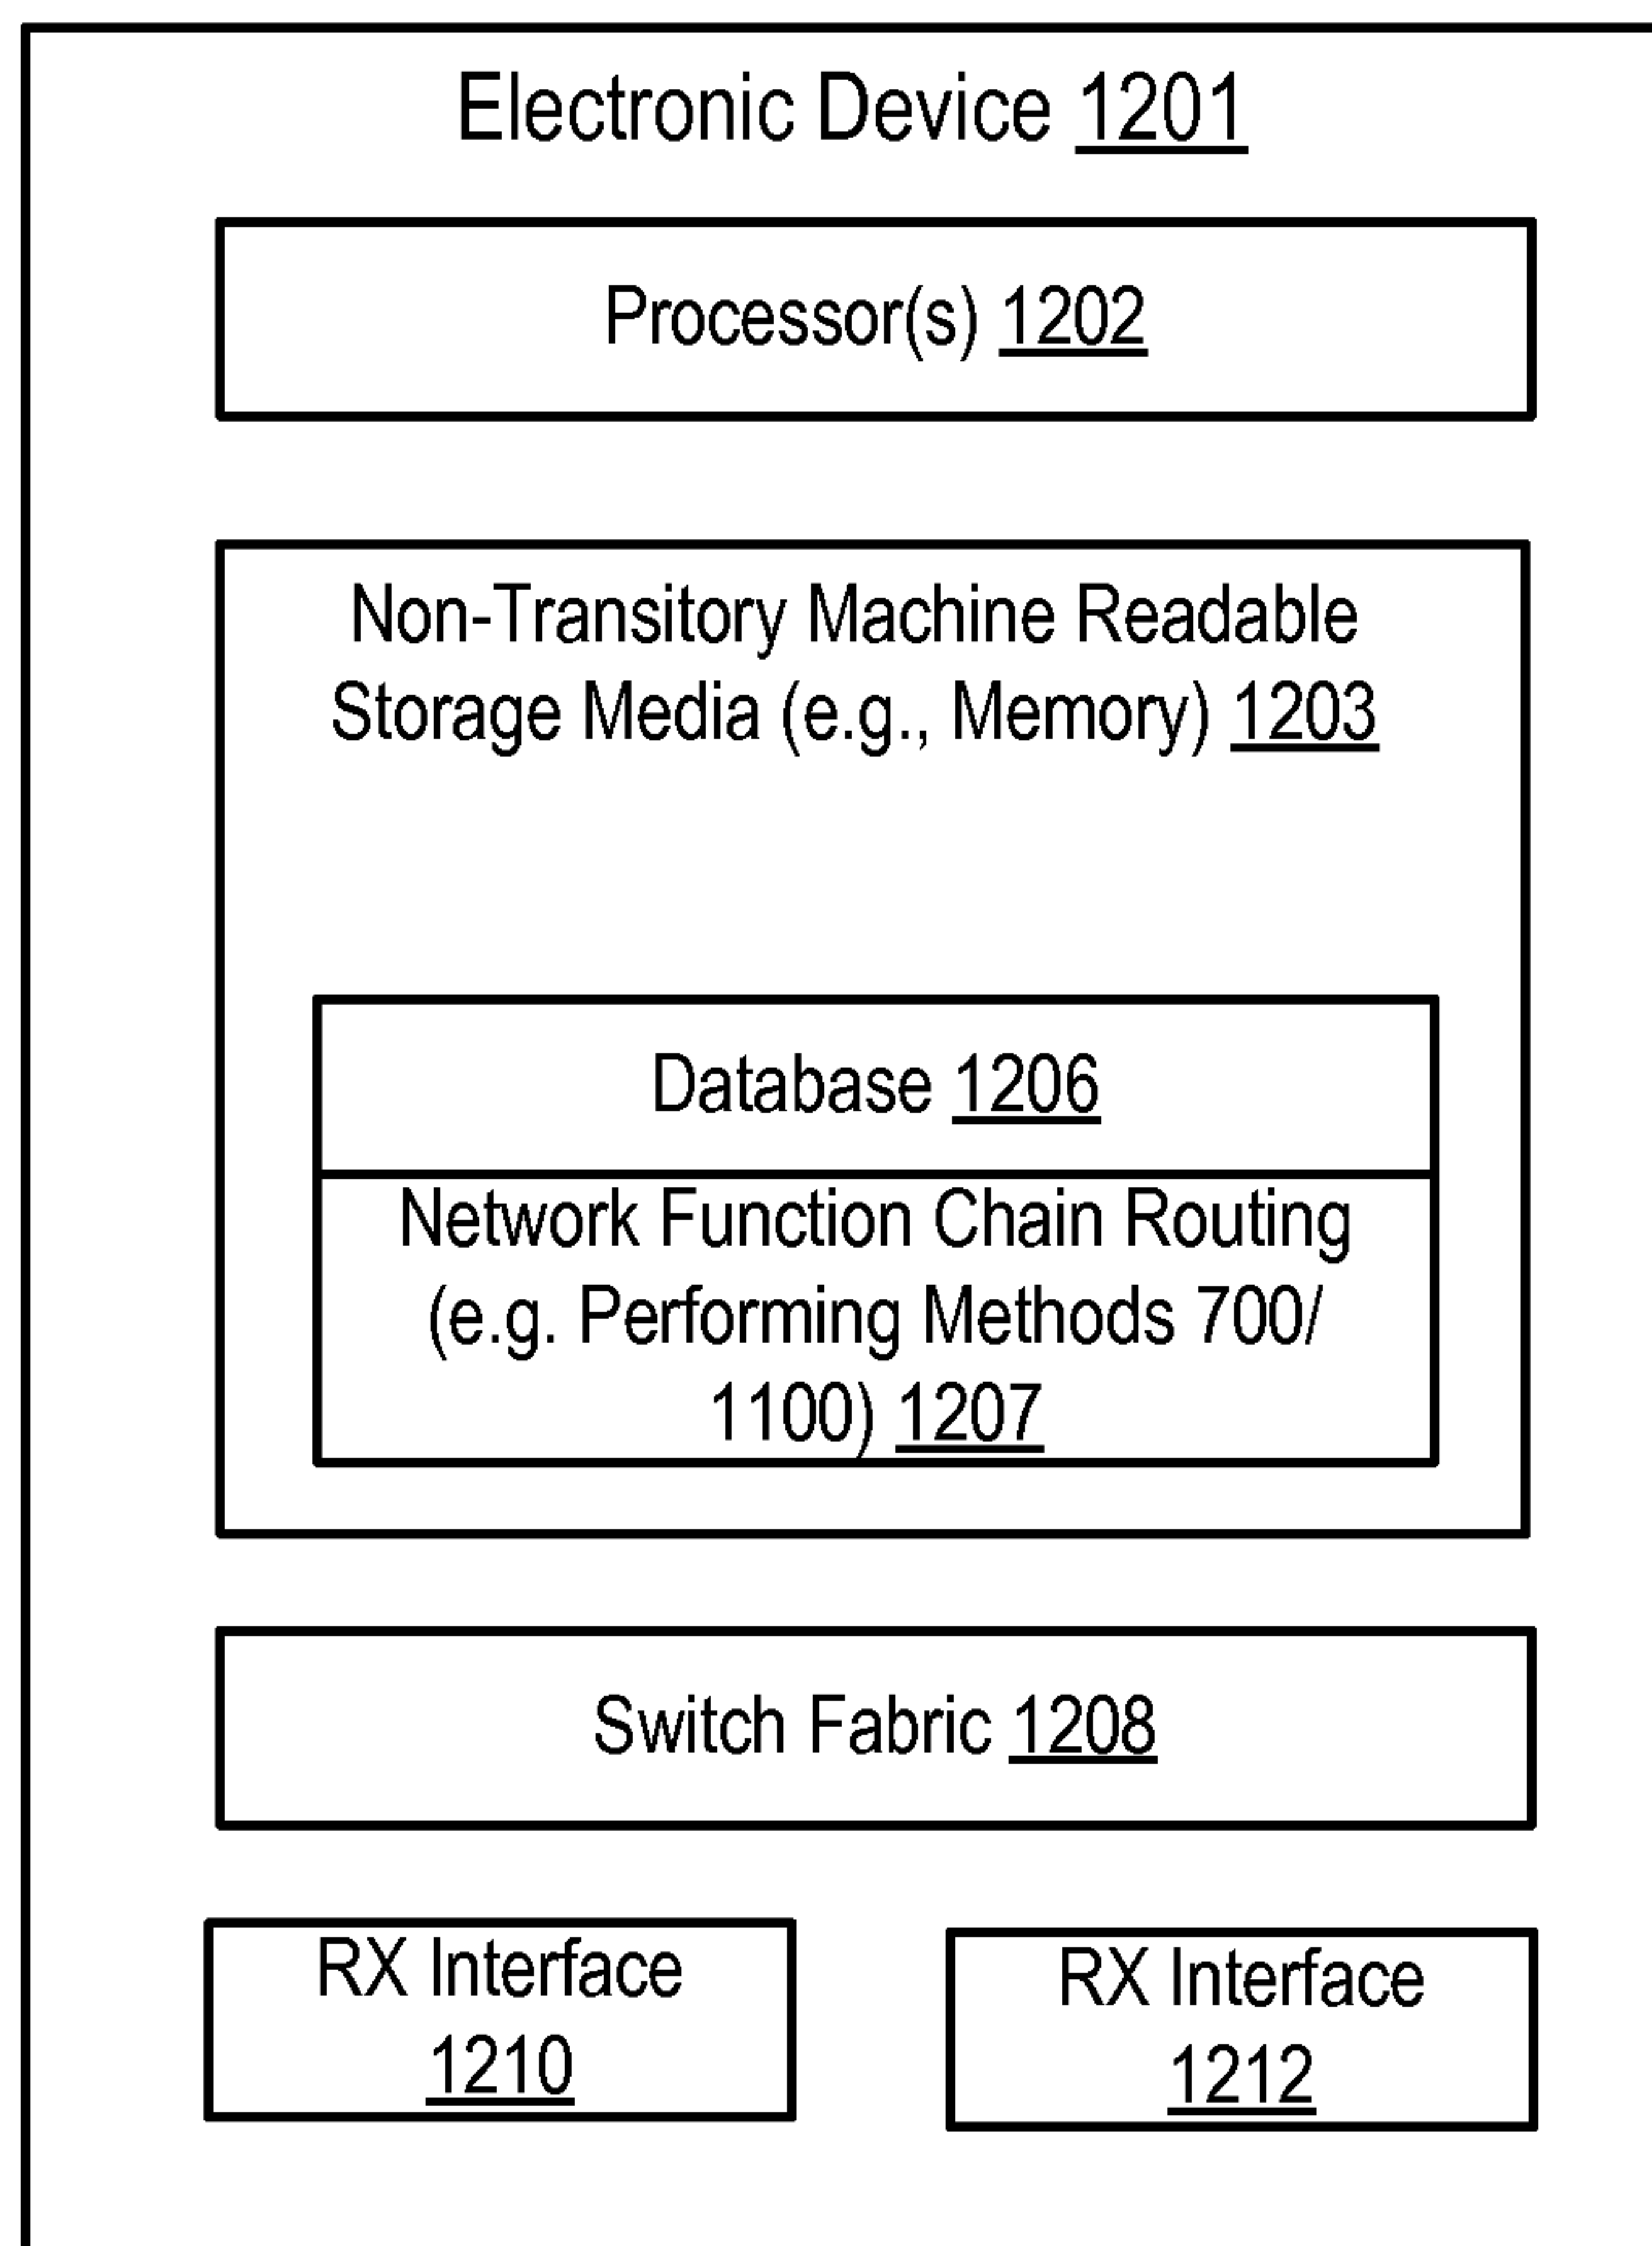 Electronic Device 1201
Processor(s) 1202
Non-Transitory Machine Readable
Storage Media (e.g., Memory) 1203
Database 1206
Network Function Chain Routing
(e.g. Performing Methods 700/
1100) 1207
Switch Fabric 1208
RX Interface
1210
RX Interface
1212